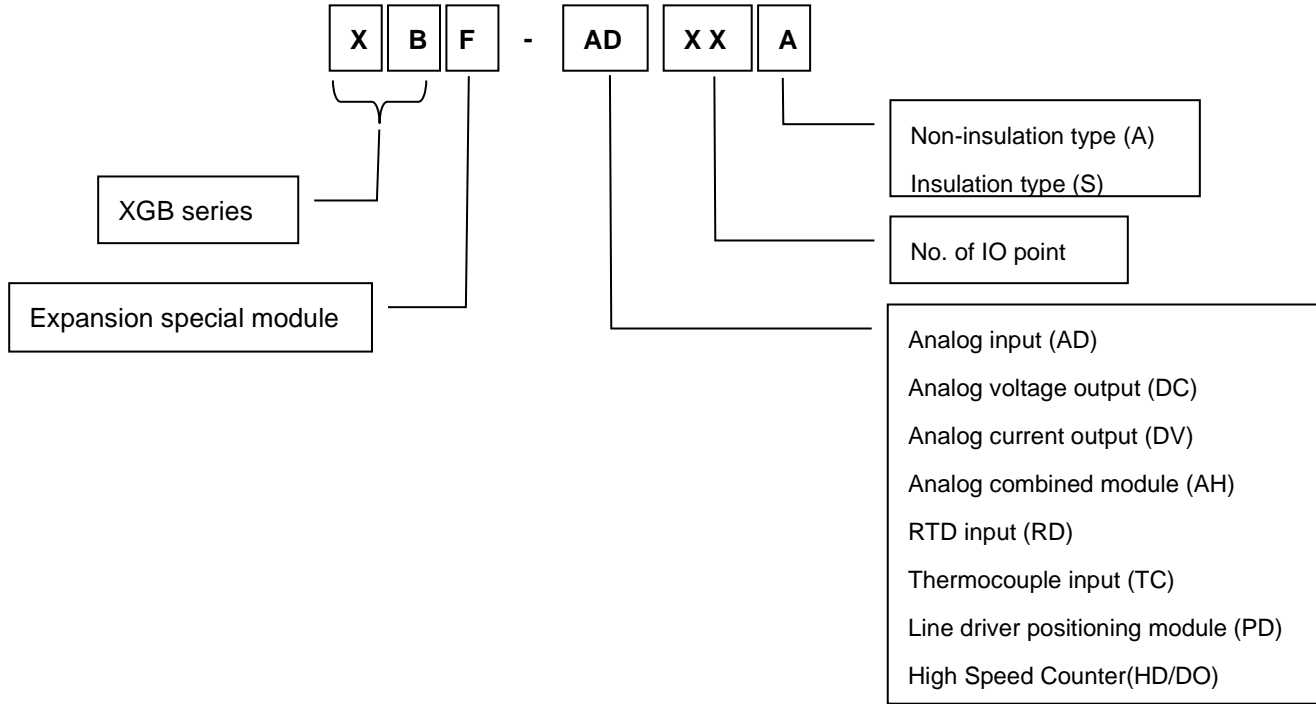 X B F - AD X X A
Non-insulation type (A)
Insulation type (S)
XGB series
No. of IO point
Expansion special module
Analog input (AD)
Analog voltage output (DC)
Analog current output (DV)
Analog combined module (AH)
RTD input (RD)
Thermocouple input (TC)
Line driver positioning module (PD)
High Speed Counter(HD/DO)